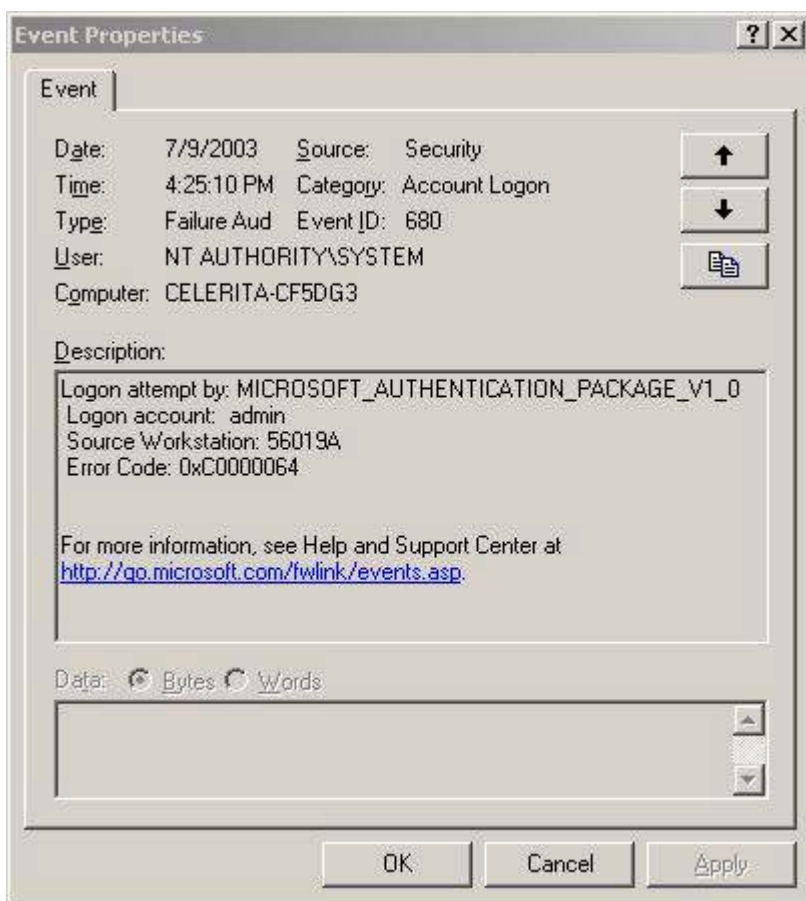 Event Properties
Event
Date: 7/9/2003 Source: Security
Time: 4:25:10 PM Category: Account Logon
Type: Failure Aud Event ID: 680
User: NT AUTHORITY\SYSTEM
Computer: CELERITA-CF5DG3
Description:
Logon attempt by: MICROSOFT_AUTHENTICATION_PACKAGE_V1_0
Logon account: admin
Source Workstation: 56019A
Error Code: 0xC0000064
For more information, see Help and Support Center at
http://go.microsoft.com/fwlink/events.asp.
Data: Bytes Words
OK Cancel Apply